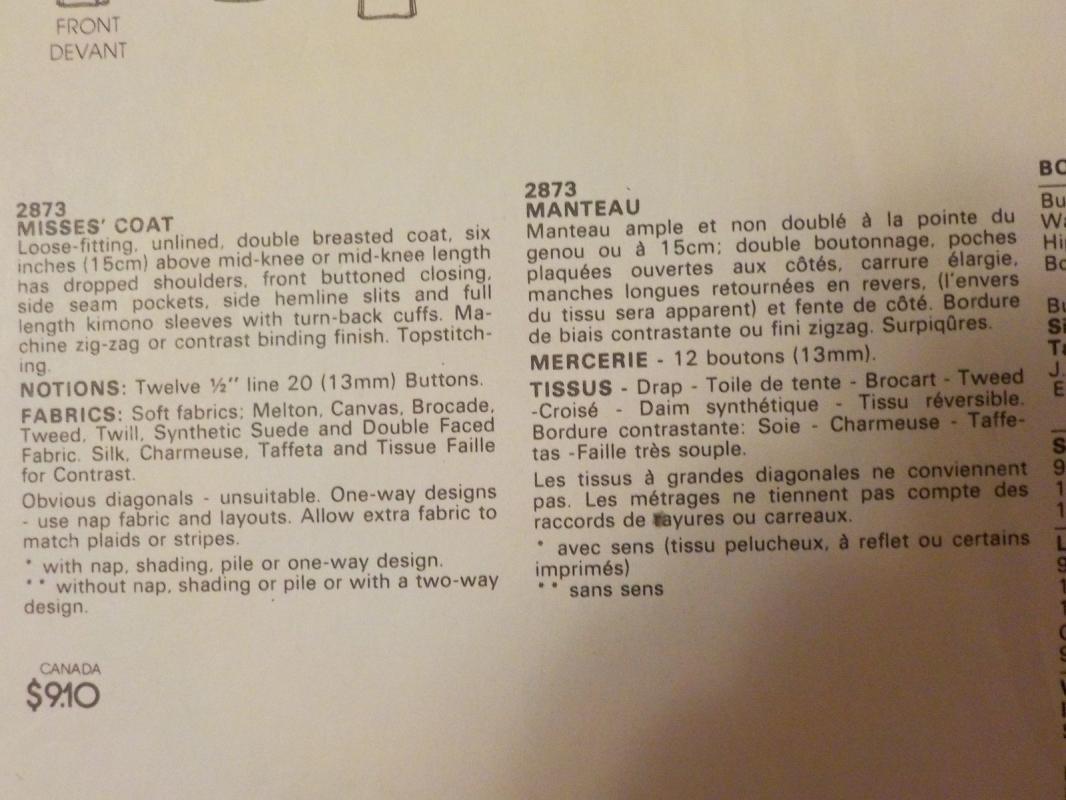 FRONT
DEVANT
2873
MISSES' COAT
Loose-fitting, unlined, double breasted coat, six
inches (15cm) above mid-knee or mid-knee length
has dropped shoulders, front buttoned closing,
side seam pockets, side hemline slits and full
length kimono sleeves with turn-back cuffs. Ma-
chine zig-zag or contrast binding finish. Topstitch-
ing.
NOTIONS: Twelve ½" line 20 (13mm) Buttons.
FABRICS: Soft fabrics; Melton, Canvas, Brocade,
Tweed, Twill, Synthetic Suede and Double Faced
Fabric. Silk, Charmeuse, Taffeta and Tissue Faille
for Contrast.
Obvious diagonals - unsuitable. One-way designs
- use nap fabric and layouts. Allow extra fabric to
match plaids or stripes.
* with nap, shading, pile or one-way design.
** without nap, shading or pile or with a two-way
design.
CANADA
$9.10
2873
MANTEAU
Manteau ample et non doublé à la pointe du
genou ou à 15cm; double boutonnage, poches
plaquées ouvertes aux côtés, carrure élargie,
manches longues retournées en revers, (l'envers
du tissu sera apparent) et fente de côté. Bordure
de biais contrastante ou fini zigzag. Surpiqûres.
MERCERIE - 12 boutons (13mm).
TISSUS - Drap - Toile de tente - Brocart - Tweed
-Croisé - Daim synthétique - Tissu réversible.
Bordure contrastante: Soie - Charmeuse - Taffe-
tas -Faille très souple.
Les tissus à grandes diagonales ne conviennent
pas. Les métrages ne tiennent pas compte des
raccords de rayures ou carreaux.
* avec sens (tissu pelucheux, à reflet ou certains
imprimés)
** sans sens